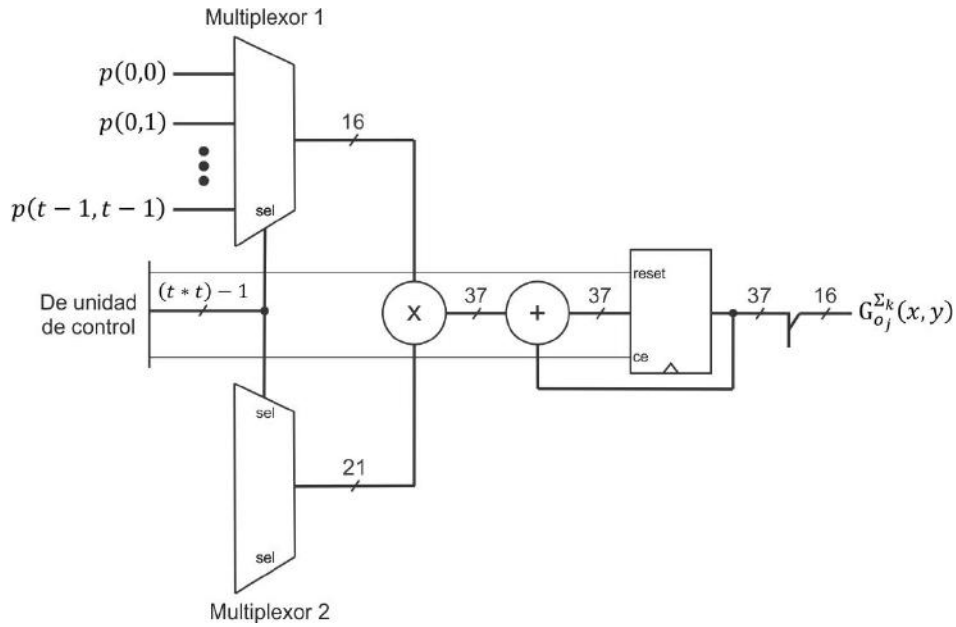 Multiplexor 1
p(0,0)
p(0,1)
p(t − 1, t − 1)
sel
16
De unidad
de control
(t * t) − 1
x
37
+
37
reset
ce
37
16
G_{o_j}^{Σ_k}(x, y)
sel
21
sel
Multiplexor 2